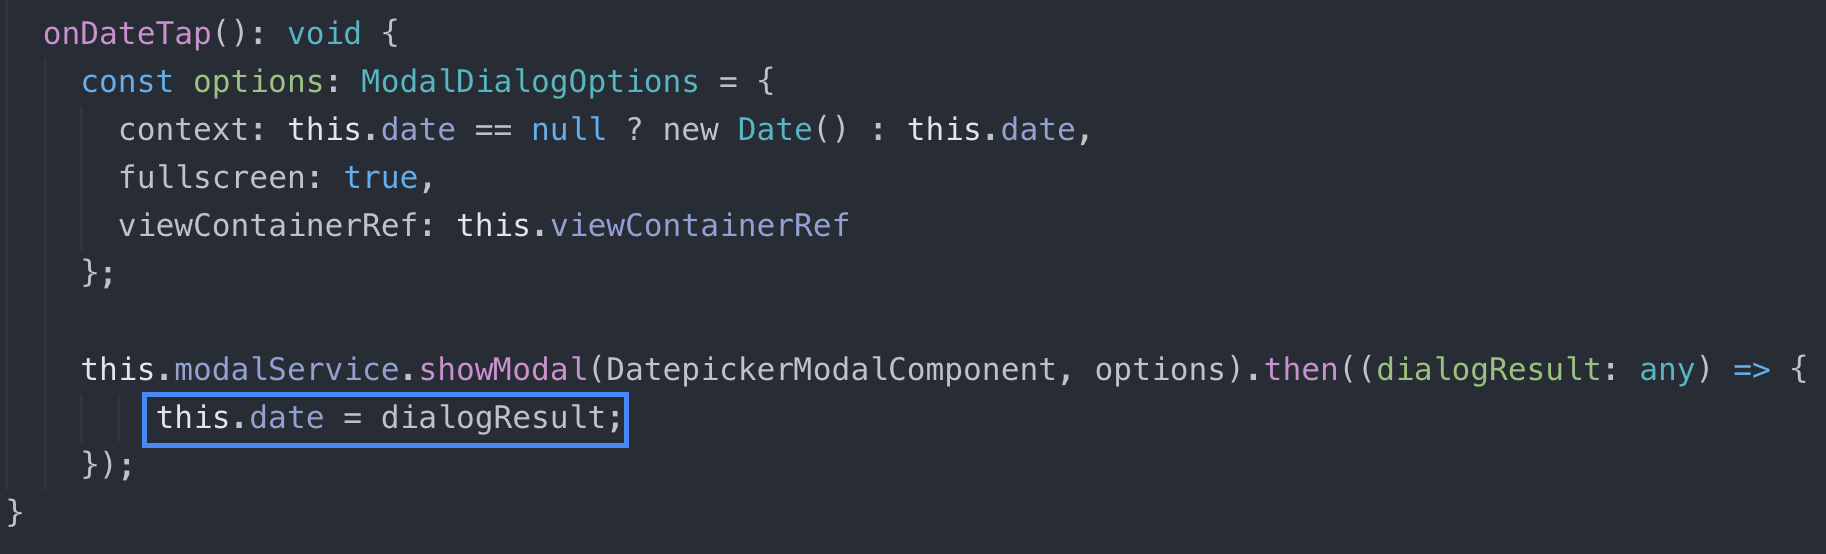 onDateTap(): void {
const options: ModalDialogOptions = {
context: this.date == null ? new Date() : this.date,
fullscreen: true,
viewContainerRef: this.viewContainerRef
};
this.modalService.showModal(DatepickerModalComponent, options).then((dialogResult: any) => {
this.date = dialogResult;
});
}